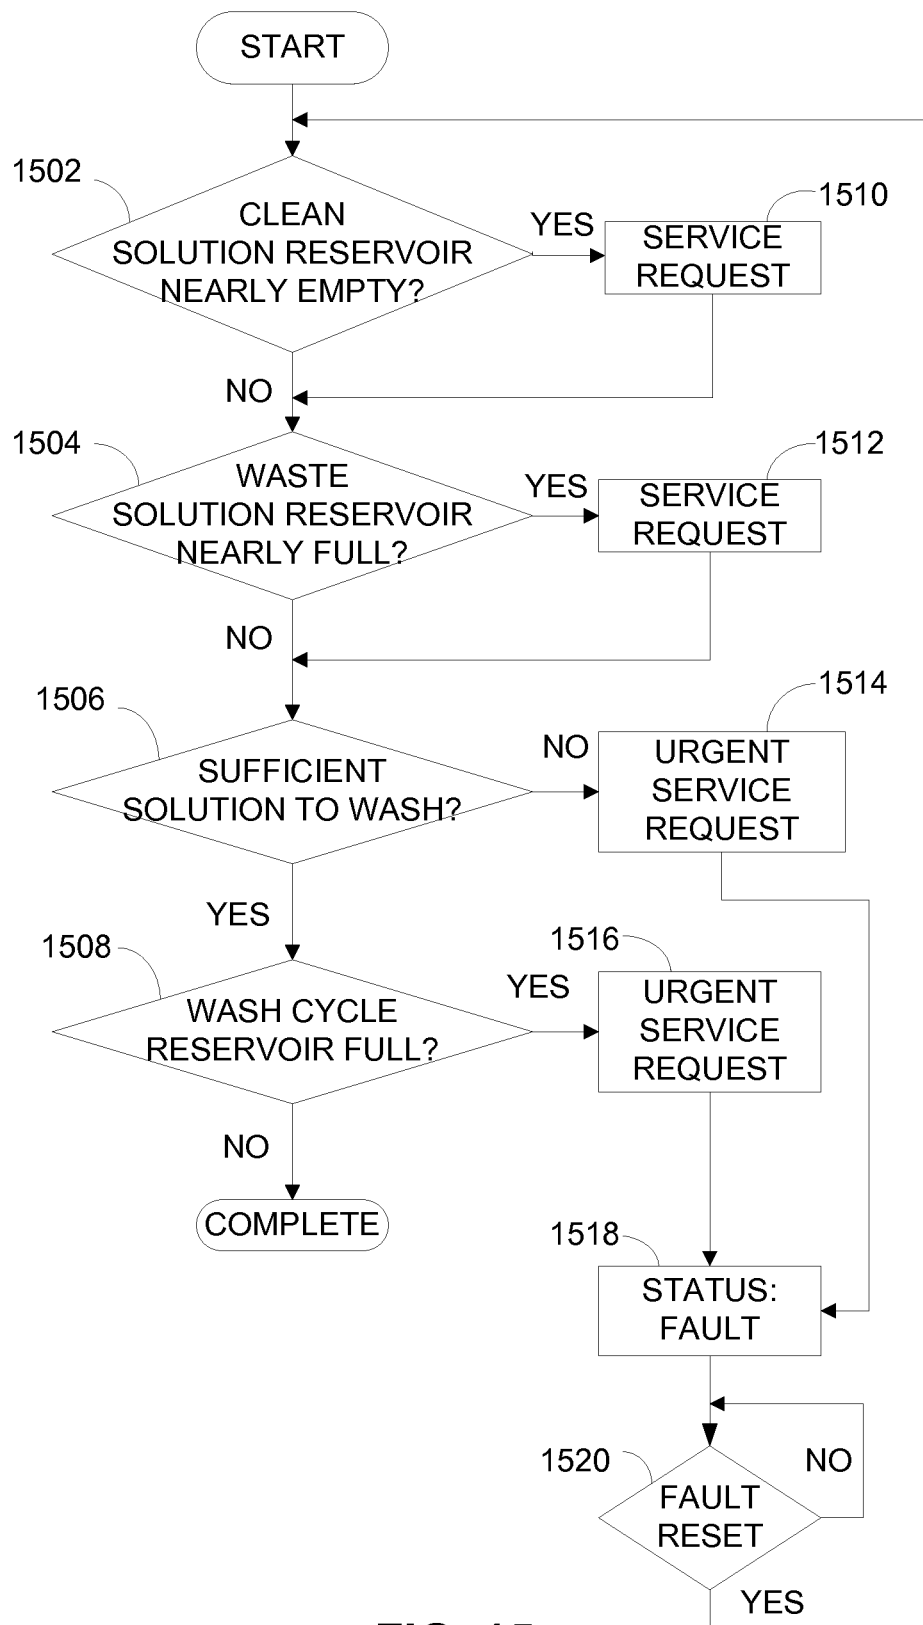 START
1502
CLEAN
SOLUTION RESERVOIR
NEARLY EMPTY?
YES
1510
SERVICE
REQUEST
NO
1504
WASTE
SOLUTION RESERVOIR
NEARLY FULL?
YES
1512
SERVICE
REQUEST
NO
1506
SUFFICIENT
SOLUTION TO WASH?
NO
1514
URGENT
SERVICE
REQUEST
YES
1508
WASH CYCLE
RESERVOIR FULL?
YES
1516
URGENT
SERVICE
REQUEST
NO
COMPLETE
1518
STATUS:
FAULT
1520
FAULT
RESET
NO
YES